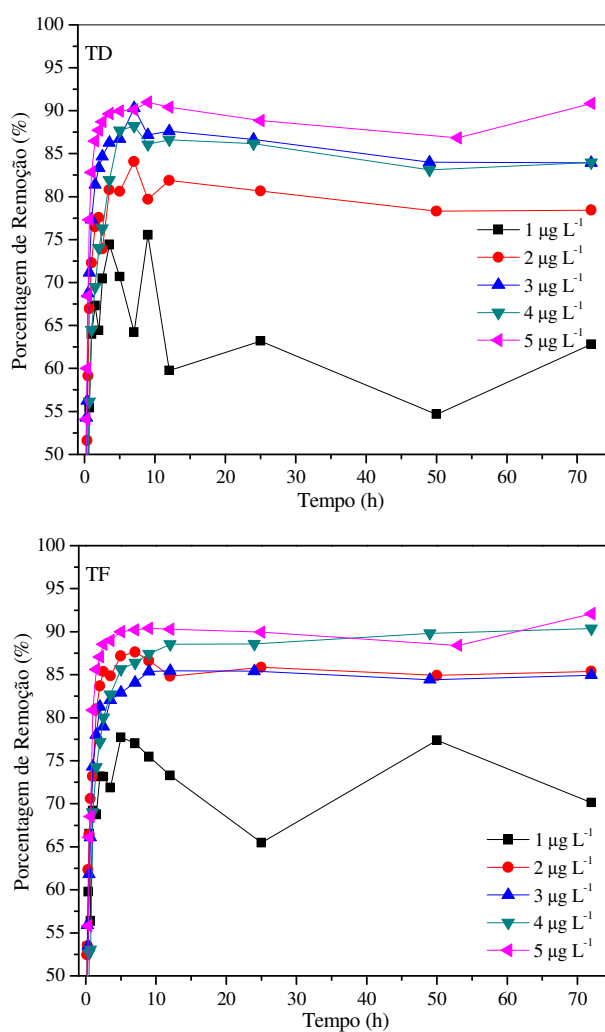 100
95
90
85
80
75
70
65
60
55
50
Porcentagem de Remoção (%)
TD
1 µg L⁻¹
2 µg L⁻¹
3 µg L⁻¹
4 µg L⁻¹
5 µg L⁻¹
0 10 20 30 40 50 60 70
Tempo (h)
100
95
90
85
80
75
70
65
60
55
50
Porcentagem de Remoção (%)
TF
1 µg L⁻¹
2 µg L⁻¹
3 µg L⁻¹
4 µg L⁻¹
5 µg L⁻¹
0 10 20 30 40 50 60 70
Tempo (h)